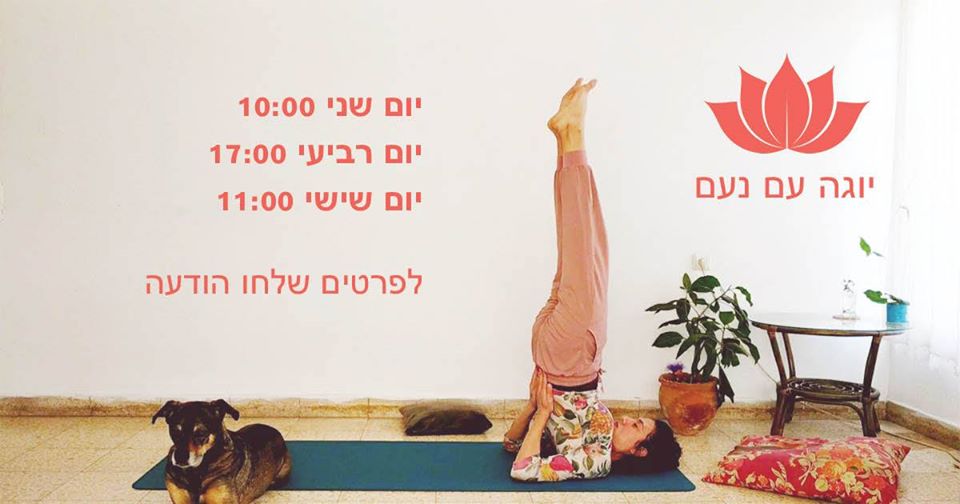 יוגה עם נעם
יום שני 10:00
יום רביעי 17:00
יום שישי 11:00
לפרטים שלחו הודעה